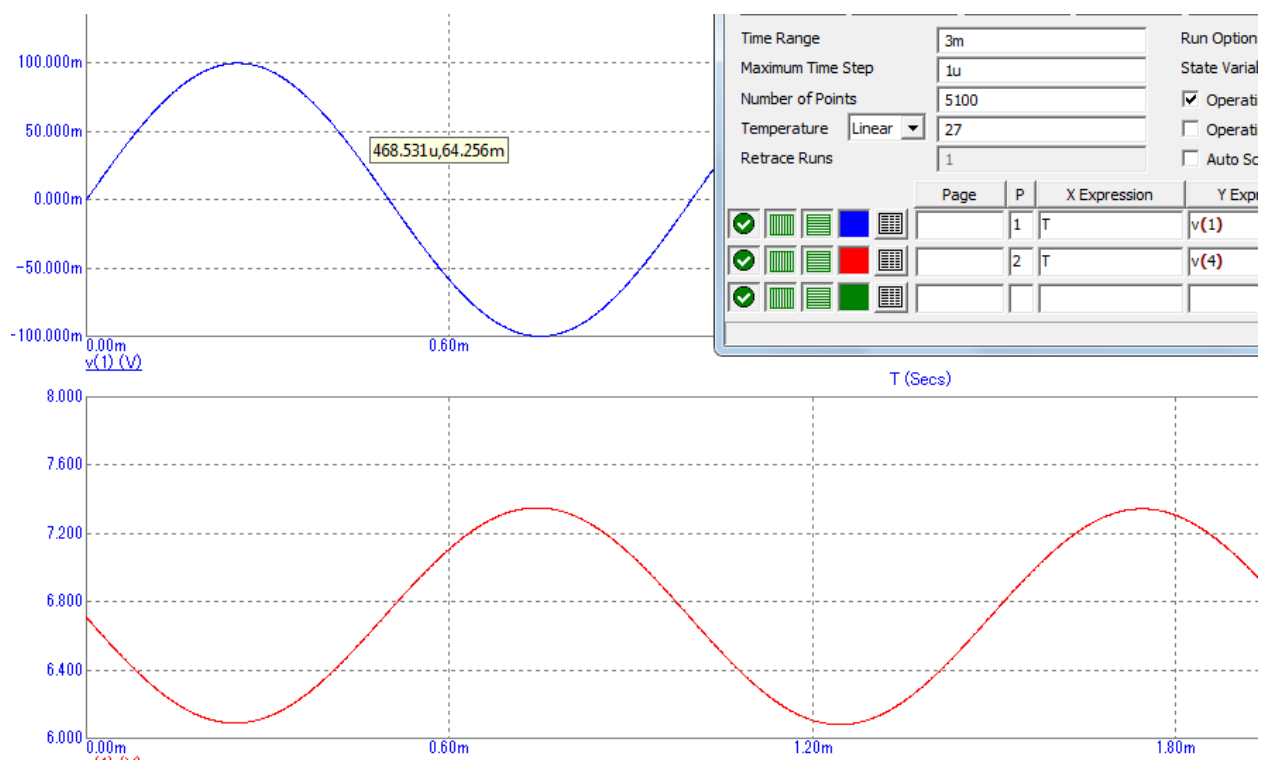 100.000m
50.000m
0.000m
-50.000m
-100.000m
468.531u,64.256m
0.00m 0.60m
v(1) (V)
Time Range 3m Run Option
Maximum Time Step 1u State Varial
Number of Points 5100 Operati
Temperature Linear 27 Operati
Retrace Runs 1 Auto Sc
Page P X Expression Y Expr
1 T v(1)
2 T v(4)
T (Secs)
8.000
7.600
7.200
6.800
6.400
6.000
0.00m 0.60m 1.20m 1.80m